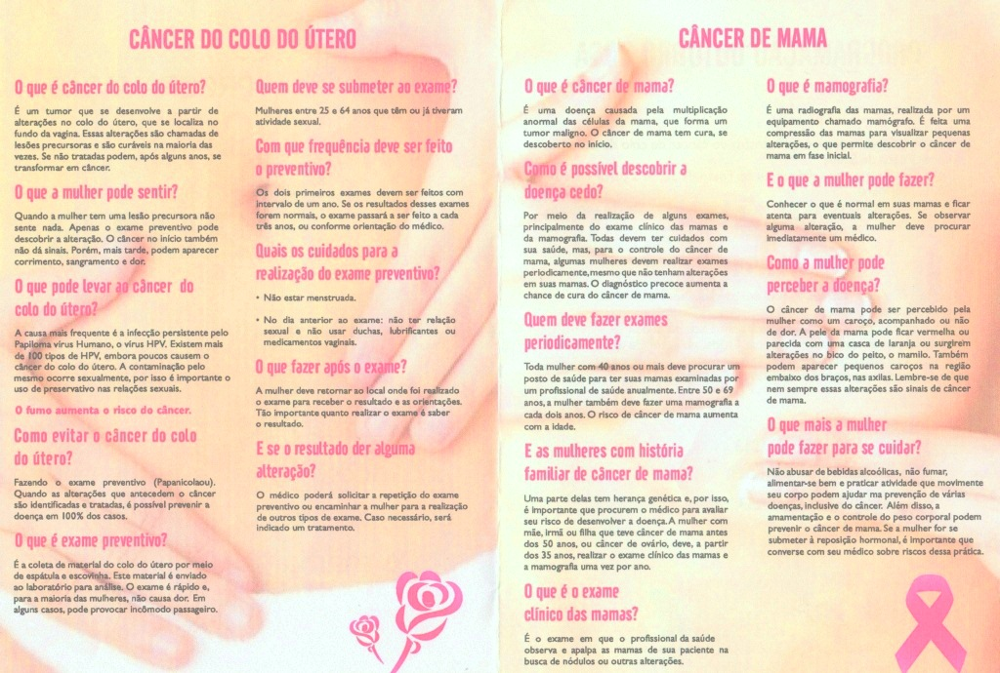 CÂNCER DO COLO DO ÚTERO
O que é câncer do colo do útero?
É um tumor que se desenvolve a partir de
alterações no colo do útero, que se localiza no
fundo da vagina. Essas alterações são chamadas de
lesões precursoras e são curáveis na maioria das
vezes. Se não tratadas podem, após alguns anos, se
transformar em câncer.
O que a mulher pode sentir?
Quando a mulher tem uma lesão precursora não
sente nada. Apenas o exame preventivo pode
descobrir a alteração. O câncer no início também
não dá sinais. Porém, mais tarde, podem aparecer
corrimento, sangramento e dor.
O que pode levar ao câncer do
colo do útero?
A causa mais frequente é a infecção persistente pelo
Papiloma vírus Humano, o vírus HPV. Existem mais
de 100 tipos de HPV, embora poucos causem o
câncer do colo do útero. A contaminação pelo
mesmo ocorre sexualmente, por isso é importante o
uso de preservativo nas relações sexuais.
O fumo aumenta o risco do câncer.
Como evitar o câncer do colo
do útero?
Fazendo o exame preventivo (Papanicolaou).
Quando as alterações que antecedem o câncer
são identificadas e tratadas, é possível prevenir a
doença em 100% dos casos.
O que é exame preventivo?
É a coleta de material do colo do útero por meio
de espátula e escovinha. Este material é enviado
ao laboratório para análise. O exame é rápido e,
para a maioria das mulheres, não causa dor. Em
alguns casos, pode provocar incômodo passageiro.
Quem deve se submeter ao exame?
Mulheres entre 25 e 64 anos que têm ou já tiveram
atividade sexual.
Com que frequência deve ser feito
o preventivo?
Os dois primeiros exames devem ser feitos com
intervalo de um ano. Se os resultados desses exames
forem normais, o exame passará a ser feito a cada
três anos, ou conforme orientação do médico.
Quais os cuidados para a
realização do exame preventivo?
• Não estar menstruada.
• No dia anterior ao exame: não ter relação
sexual e não usar duchas, lubrificantes ou
medicamentos vaginais.
O que fazer após o exame?
A mulher deve retornar ao local onde foi realizado
o exame para receber o resultado e as orientações.
Tão importante quanto realizar o exame é saber
o resultado.
E se o resultado der alguma
alteração?
O médico poderá solicitar a repetição do exame
preventivo ou encaminhar a mulher para a realização
de outros tipos de exame. Caso necessário, será
indicado um tratamento.
CÂNCER DE MAMA
O que é câncer de mama?
É uma doença causada pela multiplicação
anormal das células da mama, que forma um
tumor maligno. O câncer de mama tem cura, se
descoberto no início.
Como é possível descobrir a
doença cedo?
Por meio da realização de alguns exames,
principalmente do exame clínico das mamas e
da mamografia. Todas devem ter cuidados com
sua saúde, mas, para o controle do câncer de
mama, algumas mulheres devem realizar exames
periodicamente, mesmo que não tenham alterações
em suas mamas. O diagnóstico precoce aumenta a
chance de cura do câncer de mama.
Quem deve fazer exames
periodicamente?
Toda mulher com 40 anos ou mais deve procurar um
posto de saúde para ter suas mamas examinadas por
um profissional de saúde anualmente. Entre 50 e 69
anos, a mulher também deve fazer uma mamografia a
cada dois anos. O risco de câncer de mama aumenta
com a idade.
E as mulheres com história
familiar de câncer de mama?
Uma parte delas tem herança genética e, por isso,
é importante que procurem o médico para avaliar
seu risco de desenvolver a doença. A mulher com
mãe, irmã ou filha que teve câncer de mama antes
dos 50 anos, ou câncer de ovário, deve, a partir
dos 35 anos, realizar o exame clínico das mamas e
a mamografia uma vez por ano.
O que é o exame
clínico das mamas?
É o exame em que o profissional da saúde
observa e apalpa as mamas de sua paciente na
busca de nódulos ou outras alterações.
O que é mamografia?
É uma radiografia das mamas, realizada por um
equipamento chamado mamógrafo. É feita uma
compressão das mamas para visualizar pequenas
alterações, o que permite descobrir o câncer de
mama em fase inicial.
E o que a mulher pode fazer?
Conhecer o que é normal em suas mamas e ficar
atenta para eventuais alterações. Se observar
alguma alteração, a mulher deve procurar
imediatamente um médico.
Como a mulher pode
perceber a doença?
O câncer de mama pode ser percebido pela
mulher como um caroço, acompanhado ou não
de dor. A pele da mama pode ficar vermelha ou
parecida com uma casca de laranja ou surgirem
alterações no bico do peito, o mamilo. Também
podem aparecer pequenos caroços na região
embaixo dos braços, nas axilas. Lembre-se de que
nem sempre essas alterações são sinais de câncer
de mama.
O que mais a mulher
pode fazer para se cuidar?
Não abusar de bebidas alcoólicas, não fumar,
alimentar-se bem e praticar atividade que movimente
seu corpo podem ajudar na prevenção de várias
doenças, inclusive do câncer. Além disso, a
amamentação e o controle do peso corporal podem
prevenir o câncer de mama. Se a mulher for se
submeter à reposição hormonal, é importante que
converse com seu médico sobre riscos dessa prática.